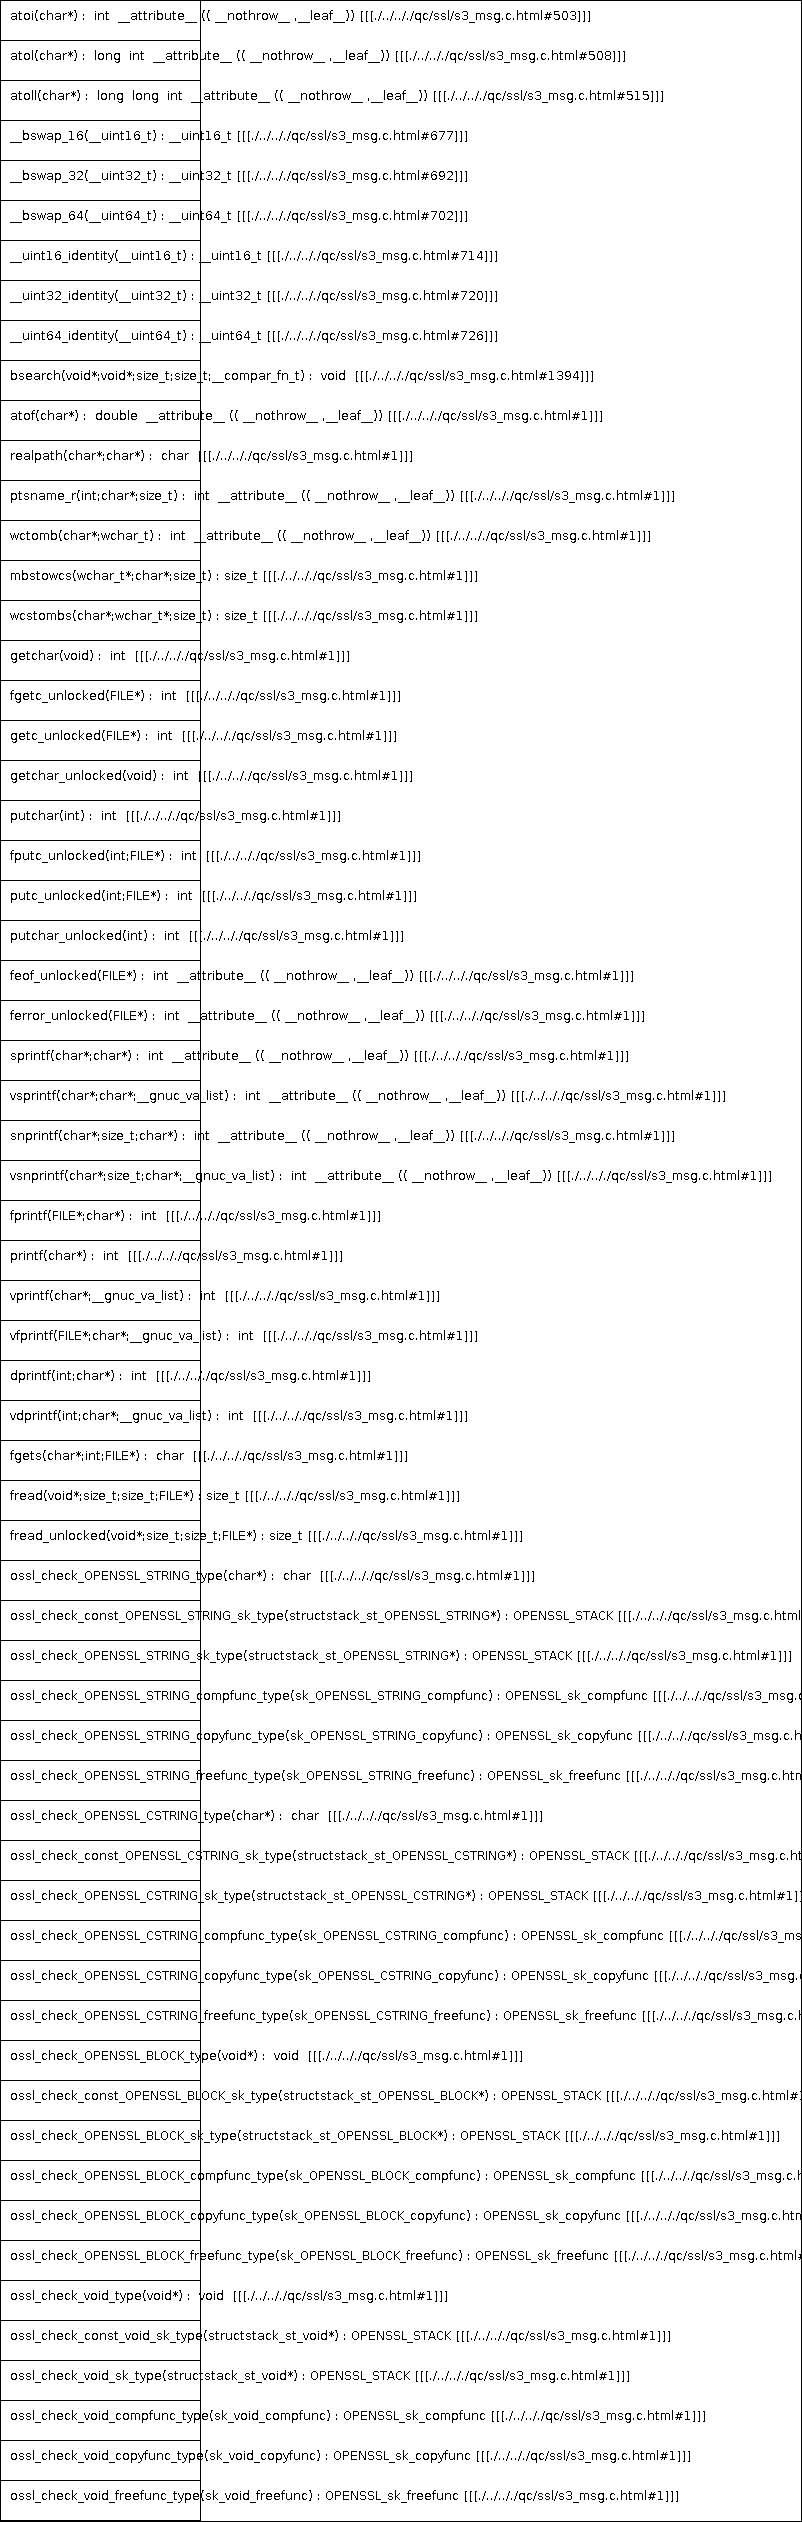 atoi(char*) :  int  __attribute__ (( __nothrow__ ,__leaf__)) [[[./../../../qc/ssl/s3_msg.c.html#503]]]
atol(char*) :  long  int  __attribute__ (( __nothrow__ ,__leaf__)) [[[./../../../qc/ssl/s3_msg.c.html#508]]]
atoll(char*) :  long  long  int  __attribute__ (( __nothrow__ ,__leaf__)) [[[./../../../qc/ssl/s3_msg.c.html#515]]]
__bswap_16(__uint16_t) : __uint16_t [[[./../../../qc/ssl/s3_msg.c.html#677]]]
__bswap_32(__uint32_t) : __uint32_t [[[./../../../qc/ssl/s3_msg.c.html#692]]]
__bswap_64(__uint64_t) : __uint64_t [[[./../../../qc/ssl/s3_msg.c.html#702]]]
__uint16_identity(__uint16_t) : __uint16_t [[[./../../../qc/ssl/s3_msg.c.html#714]]]
__uint32_identity(__uint32_t) : __uint32_t [[[./../../../qc/ssl/s3_msg.c.html#720]]]
__uint64_identity(__uint64_t) : __uint64_t [[[./../../../qc/ssl/s3_msg.c.html#726]]]
bsearch(void*;void*;size_t;size_t;__compar_fn_t) :  void  [[[./../../../qc/ssl/s3_msg.c.html#1394]]]
atof(char*) :  double  __attribute__ (( __nothrow__ ,__leaf__)) [[[./../../../qc/ssl/s3_msg.c.html#1]]]
realpath(char*;char*) :  char  [[[./../../../qc/ssl/s3_msg.c.html#1]]]
ptsname_r(int;char*;size_t) :  int  __attribute__ (( __nothrow__ ,__leaf__)) [[[./../../../qc/ssl/s3_msg.c.html#1]]]
wctomb(char*;wchar_t) :  int  __attribute__ (( __nothrow__ ,__leaf__)) [[[./../../../qc/ssl/s3_msg.c.html#1]]]
mbstowcs(wchar_t*;char*;size_t) : size_t [[[./../../../qc/ssl/s3_msg.c.html#1]]]
wcstombs(char*;wchar_t*;size_t) : size_t [[[./../../../qc/ssl/s3_msg.c.html#1]]]
getchar(void) :  int  [[[./../../../qc/ssl/s3_msg.c.html#1]]]
fgetc_unlocked(FILE*) :  int  [[[./../../../qc/ssl/s3_msg.c.html#1]]]
getc_unlocked(FILE*) :  int  [[[./../../../qc/ssl/s3_msg.c.html#1]]]
getchar_unlocked(void) :  int  [[[./../../../qc/ssl/s3_msg.c.html#1]]]
putchar(int) :  int  [[[./../../../qc/ssl/s3_msg.c.html#1]]]
fputc_unlocked(int;FILE*) :  int  [[[./../../../qc/ssl/s3_msg.c.html#1]]]
putc_unlocked(int;FILE*) :  int  [[[./../../../qc/ssl/s3_msg.c.html#1]]]
putchar_unlocked(int) :  int  [[[./../../../qc/ssl/s3_msg.c.html#1]]]
feof_unlocked(FILE*) :  int  __attribute__ (( __nothrow__ ,__leaf__)) [[[./../../../qc/ssl/s3_msg.c.html#1]]]
ferror_unlocked(FILE*) :  int  __attribute__ (( __nothrow__ ,__leaf__)) [[[./../../../qc/ssl/s3_msg.c.html#1]]]
sprintf(char*;char*) :  int  __attribute__ (( __nothrow__ ,__leaf__)) [[[./../../../qc/ssl/s3_msg.c.html#1]]]
vsprintf(char*;char*;__gnuc_va_list) :  int  __attribute__ (( __nothrow__ ,__leaf__)) [[[./../../../qc/ssl/s3_msg.c.html#1]]]
snprintf(char*;size_t;char*) :  int  __attribute__ (( __nothrow__ ,__leaf__)) [[[./../../../qc/ssl/s3_msg.c.html#1]]]
vsnprintf(char*;size_t;char*;__gnuc_va_list) :  int  __attribute__ (( __nothrow__ ,__leaf__)) [[[./../../../qc/ssl/s3_msg.c.html#1]]]
fprintf(FILE*;char*) :  int  [[[./../../../qc/ssl/s3_msg.c.html#1]]]
printf(char*) :  int  [[[./../../../qc/ssl/s3_msg.c.html#1]]]
vprintf(char*;__gnuc_va_list) :  int  [[[./../../../qc/ssl/s3_msg.c.html#1]]]
vfprintf(FILE*;char*;__gnuc_va_list) :  int  [[[./../../../qc/ssl/s3_msg.c.html#1]]]
dprintf(int;char*) :  int  [[[./../../../qc/ssl/s3_msg.c.html#1]]]
vdprintf(int;char*;__gnuc_va_list) :  int  [[[./../../../qc/ssl/s3_msg.c.html#1]]]
fgets(char*;int;FILE*) :  char  [[[./../../../qc/ssl/s3_msg.c.html#1]]]
fread(void*;size_t;size_t;FILE*) : size_t [[[./../../../qc/ssl/s3_msg.c.html#1]]]
fread_unlocked(void*;size_t;size_t;FILE*) : size_t [[[./../../../qc/ssl/s3_msg.c.html#1]]]
ossl_check_OPENSSL_STRING_type(char*) :  char  [[[./../../../qc/ssl/s3_msg.c.html#1]]]
ossl_check_const_OPENSSL_STRING_sk_type(structstack_st_OPENSSL_STRING*) : OPENSSL_STACK [[[./../../../qc/ssl/s3_msg.c.html
ossl_check_OPENSSL_STRING_sk_type(structstack_st_OPENSSL_STRING*) : OPENSSL_STACK [[[./../../../qc/ssl/s3_msg.c.html#1]]]
ossl_check_OPENSSL_STRING_compfunc_type(sk_OPENSSL_STRING_compfunc) : OPENSSL_sk_compfunc [[[./../../../qc/ssl/s3_msg.c
ossl_check_OPENSSL_STRING_copyfunc_type(sk_OPENSSL_STRING_copyfunc) : OPENSSL_sk_copyfunc [[[./../../../qc/ssl/s3_msg.c.h
ossl_check_OPENSSL_STRING_freefunc_type(sk_OPENSSL_STRING_freefunc) : OPENSSL_sk_freefunc [[[./../../../qc/ssl/s3_msg.c.htm
ossl_check_OPENSSL_CSTRING_type(char*) :  char  [[[./../../../qc/ssl/s3_msg.c.html#1]]]
ossl_check_const_OPENSSL_CSTRING_sk_type(structstack_st_OPENSSL_CSTRING*) : OPENSSL_STACK [[[./../../../qc/ssl/s3_msg.c.ht
ossl_check_OPENSSL_CSTRING_sk_type(structstack_st_OPENSSL_CSTRING*) : OPENSSL_STACK [[[./../../../qc/ssl/s3_msg.c.html#1]]
ossl_check_OPENSSL_CSTRING_compfunc_type(sk_OPENSSL_CSTRING_compfunc) : OPENSSL_sk_compfunc [[[./../../../qc/ssl/s3_ms
ossl_check_OPENSSL_CSTRING_copyfunc_type(sk_OPENSSL_CSTRING_copyfunc) : OPENSSL_sk_copyfunc [[[./../../../qc/ssl/s3_msg.
ossl_check_OPENSSL_CSTRING_freefunc_type(sk_OPENSSL_CSTRING_freefunc) : OPENSSL_sk_freefunc [[[./../../../qc/ssl/s3_msg.c.h
ossl_check_OPENSSL_BLOCK_type(void*) :  void  [[[./../../../qc/ssl/s3_msg.c.html#1]]]
ossl_check_const_OPENSSL_BLOCK_sk_type(structstack_st_OPENSSL_BLOCK*) : OPENSSL_STACK [[[./../../../qc/ssl/s3_msg.c.html#1
ossl_check_OPENSSL_BLOCK_sk_type(structstack_st_OPENSSL_BLOCK*) : OPENSSL_STACK [[[./../../../qc/ssl/s3_msg.c.html#1]]]
ossl_check_OPENSSL_BLOCK_compfunc_type(sk_OPENSSL_BLOCK_compfunc) : OPENSSL_sk_compfunc [[[./../../../qc/ssl/s3_msg.c.h
ossl_check_OPENSSL_BLOCK_copyfunc_type(sk_OPENSSL_BLOCK_copyfunc) : OPENSSL_sk_copyfunc [[[./../../../qc/ssl/s3_msg.c.htm
ossl_check_OPENSSL_BLOCK_freefunc_type(sk_OPENSSL_BLOCK_freefunc) : OPENSSL_sk_freefunc [[[./../../../qc/ssl/s3_msg.c.html#
ossl_check_void_type(void*) :  void  [[[./../../../qc/ssl/s3_msg.c.html#1]]]
ossl_check_const_void_sk_type(structstack_st_void*) : OPENSSL_STACK [[[./../../../qc/ssl/s3_msg.c.html#1]]]
ossl_check_void_sk_type(structstack_st_void*) : OPENSSL_STACK [[[./../../../qc/ssl/s3_msg.c.html#1]]]
ossl_check_void_compfunc_type(sk_void_compfunc) : OPENSSL_sk_compfunc [[[./../../../qc/ssl/s3_msg.c.html#1]]]
ossl_check_void_copyfunc_type(sk_void_copyfunc) : OPENSSL_sk_copyfunc [[[./../../../qc/ssl/s3_msg.c.html#1]]]
ossl_check_void_freefunc_type(sk_void_freefunc) : OPENSSL_sk_freefunc [[[./../../../qc/ssl/s3_msg.c.html#1]]]